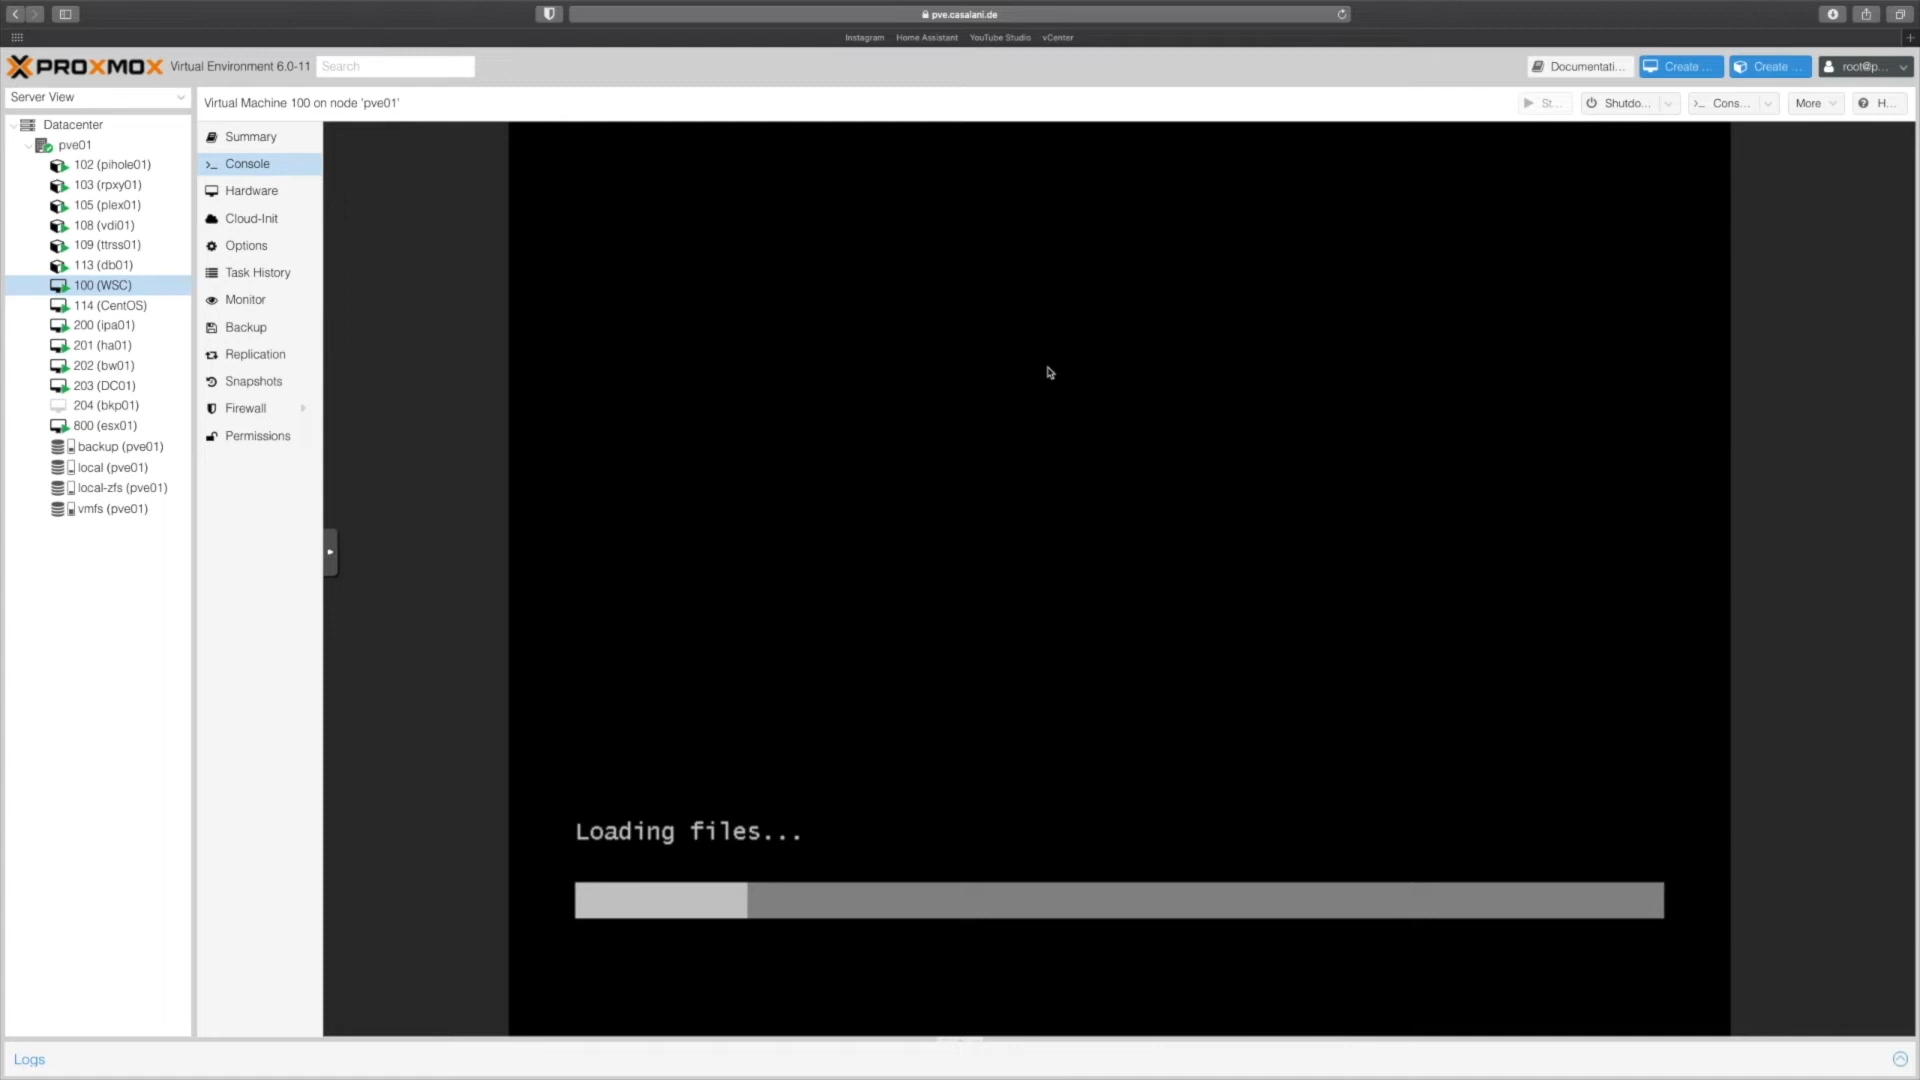 pve.casalani.de
Instagram Home Assistant YouTube Studio vCenter
PROXMOX Virtual Environment 6.0-11 Search
Documentati... Create ... Create ... root@p...
Server View
Virtual Machine 100 on node 'pve01'
St... Shutdo... Cons... More H...
Datacenter
pve01
102 (pihole01)
103 (rpxy01)
105 (plex01)
108 (vdi01)
109 (ttrss01)
113 (db01)
100 (WSC)
114 (CentOS)
200 (ipa01)
201 (ha01)
202 (bw01)
203 (DC01)
204 (bkp01)
800 (esx01)
backup (pve01)
local (pve01)
local-zfs (pve01)
vmfs (pve01)
Summary
Console
Hardware
Cloud-Init
Options
Task History
Monitor
Backup
Replication
Snapshots
Firewall
Permissions
Loading files...
Logs